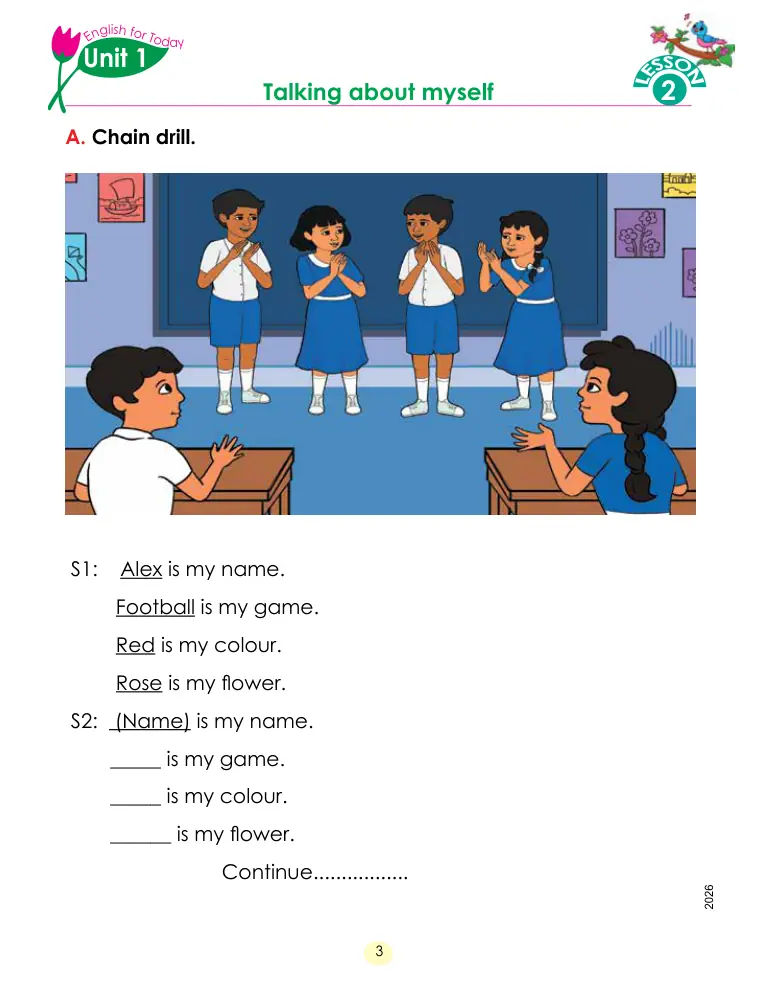 English for Today
Unit 1
LESSON
2
Talking about myself
A. Chain drill.
S1: Alex is my name.
Football is my game.
Red is my colour.
Rose is my flower.
S2: (Name) is my name.
_____ is my game.
_____ is my colour.
______ is my flower.
Continue.................
2026
3